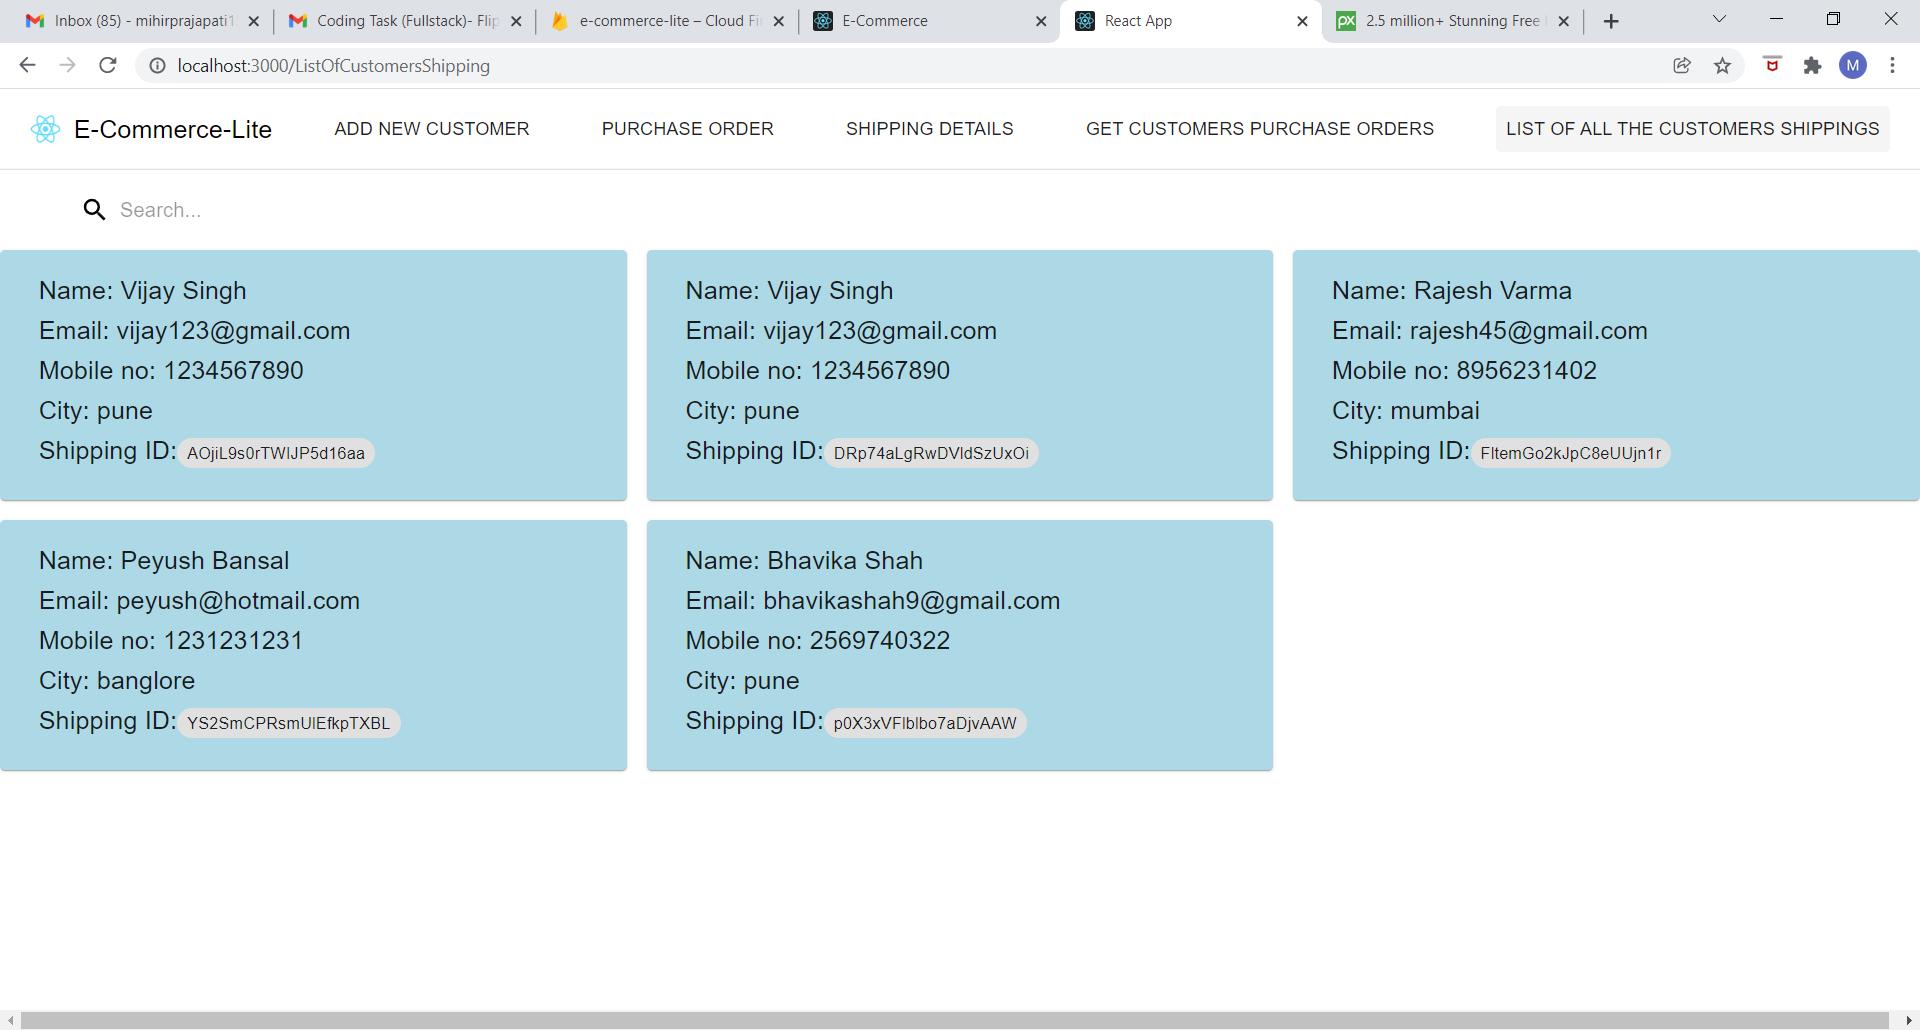 Inbox (85) - mihirprajapati1
Coding Task (Fullstack)- Flip
e-commerce-lite – Cloud Fi
E-Commerce
React App
2.5 million+ Stunning Free
localhost:3000/ListOfCustomersShipping
M
E-Commerce-Lite
ADD NEW CUSTOMER
PURCHASE ORDER
SHIPPING DETAILS
GET CUSTOMERS PURCHASE ORDERS
LIST OF ALL THE CUSTOMERS SHIPPINGS
Search...
Name: Vijay Singh
Email: vijay123@gmail.com
Mobile no: 1234567890
City: pune
Shipping ID: AOjiL9s0rTWIJP5d16aa
Name: Vijay Singh
Email: vijay123@gmail.com
Mobile no: 1234567890
City: pune
Shipping ID: DRp74aLgRwDVldSzUxOi
Name: Rajesh Varma
Email: rajesh45@gmail.com
Mobile no: 8956231402
City: mumbai
Shipping ID: FltemGo2kJpC8eUUjn1r
Name: Peyush Bansal
Email: peyush@hotmail.com
Mobile no: 1231231231
City: banglore
Shipping ID: YS2SmCPRsmUlEfkpTXBL
Name: Bhavika Shah
Email: bhavikashah9@gmail.com
Mobile no: 2569740322
City: pune
Shipping ID: p0X3xVFlblbo7aDjvAAW